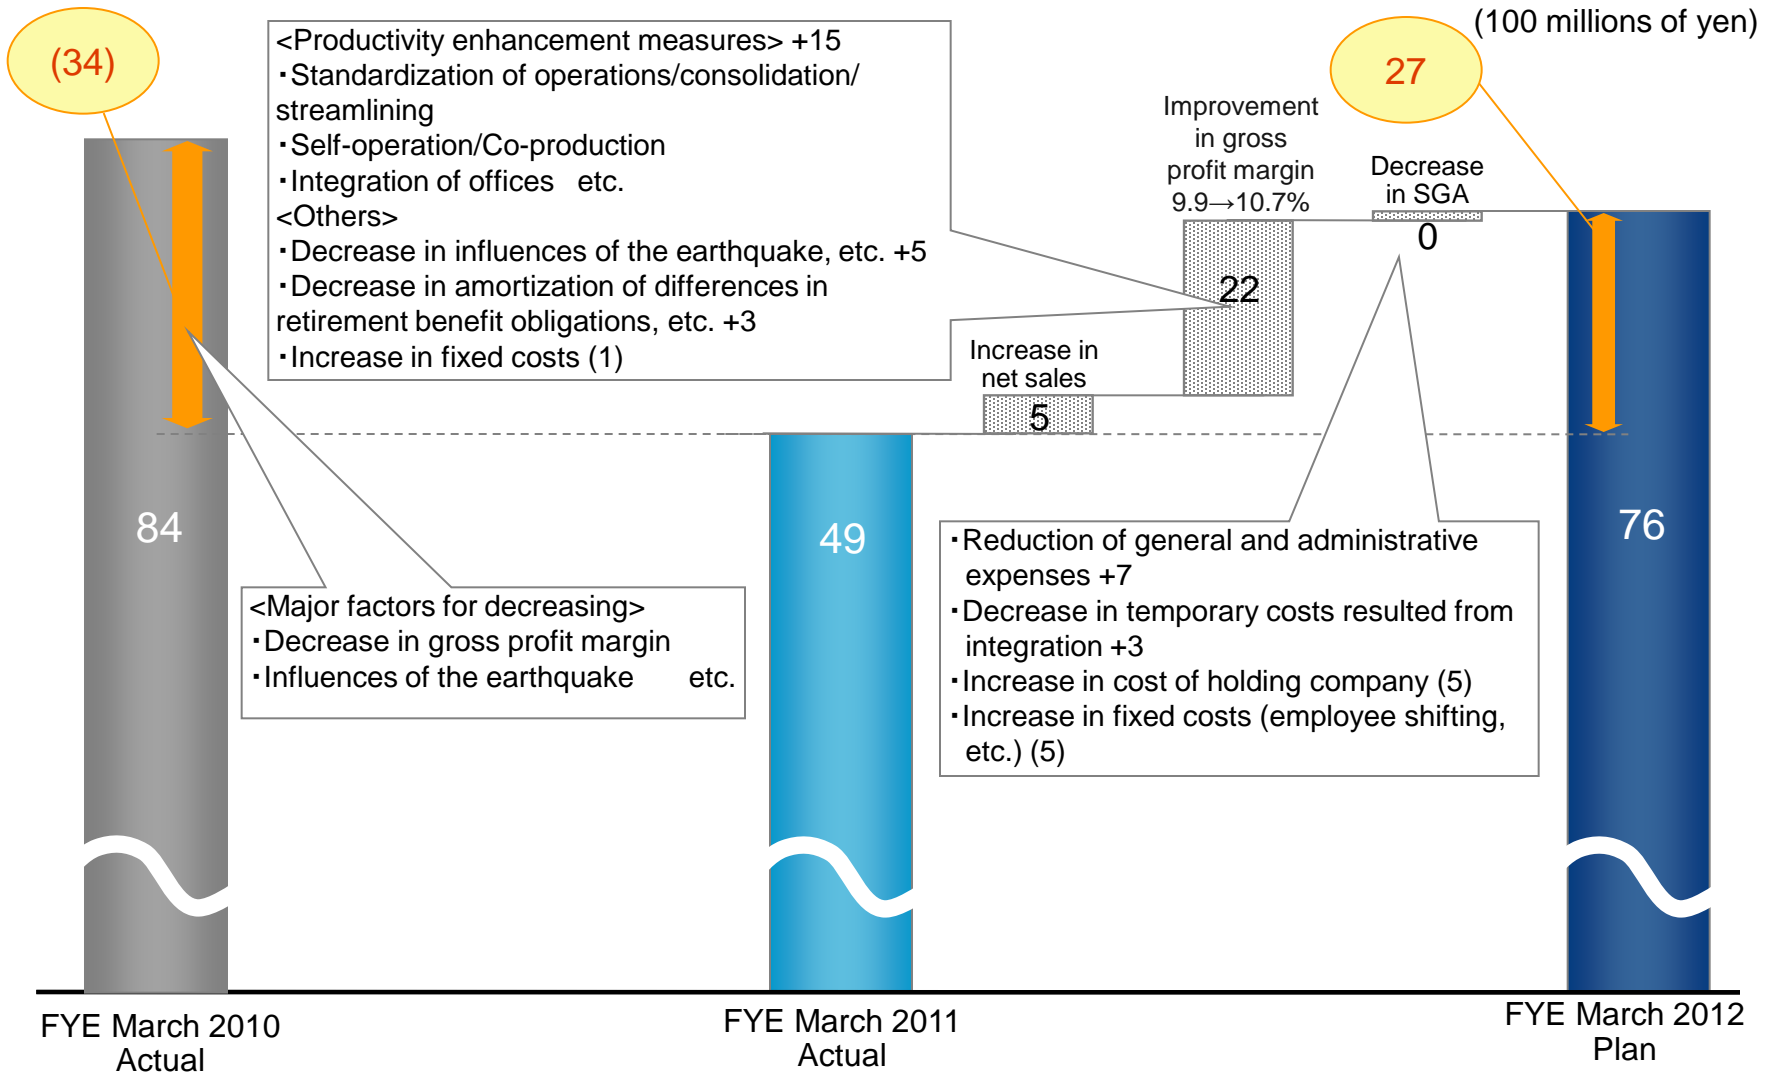 (100 millions of yen)
(34)
27
<Productivity enhancement measures> +15
・Standardization of operations/consolidation/
streamlining
・Self-operation/Co-production
・Integration of offices etc.
<Others>
・Decrease in influences of the earthquake, etc. +5
・Decrease in amortization of differences in
retirement benefit obligations, etc. +3
・Increase in fixed costs (1)
Improvement
in gross
profit margin
9.9→10.7%
22
Decrease
in SGA
0
Increase in
net sales
5
84
49
76
<Major factors for decreasing>
・Decrease in gross profit margin
・Influences of the earthquake etc.
・Reduction of general and administrative
expenses +7
・Decrease in temporary costs resulted from
integration +3
・Increase in cost of holding company (5)
・Increase in fixed costs (employee shifting,
etc.) (5)
FYE March 2010
Actual
FYE March 2011
Actual
FYE March 2012
Plan